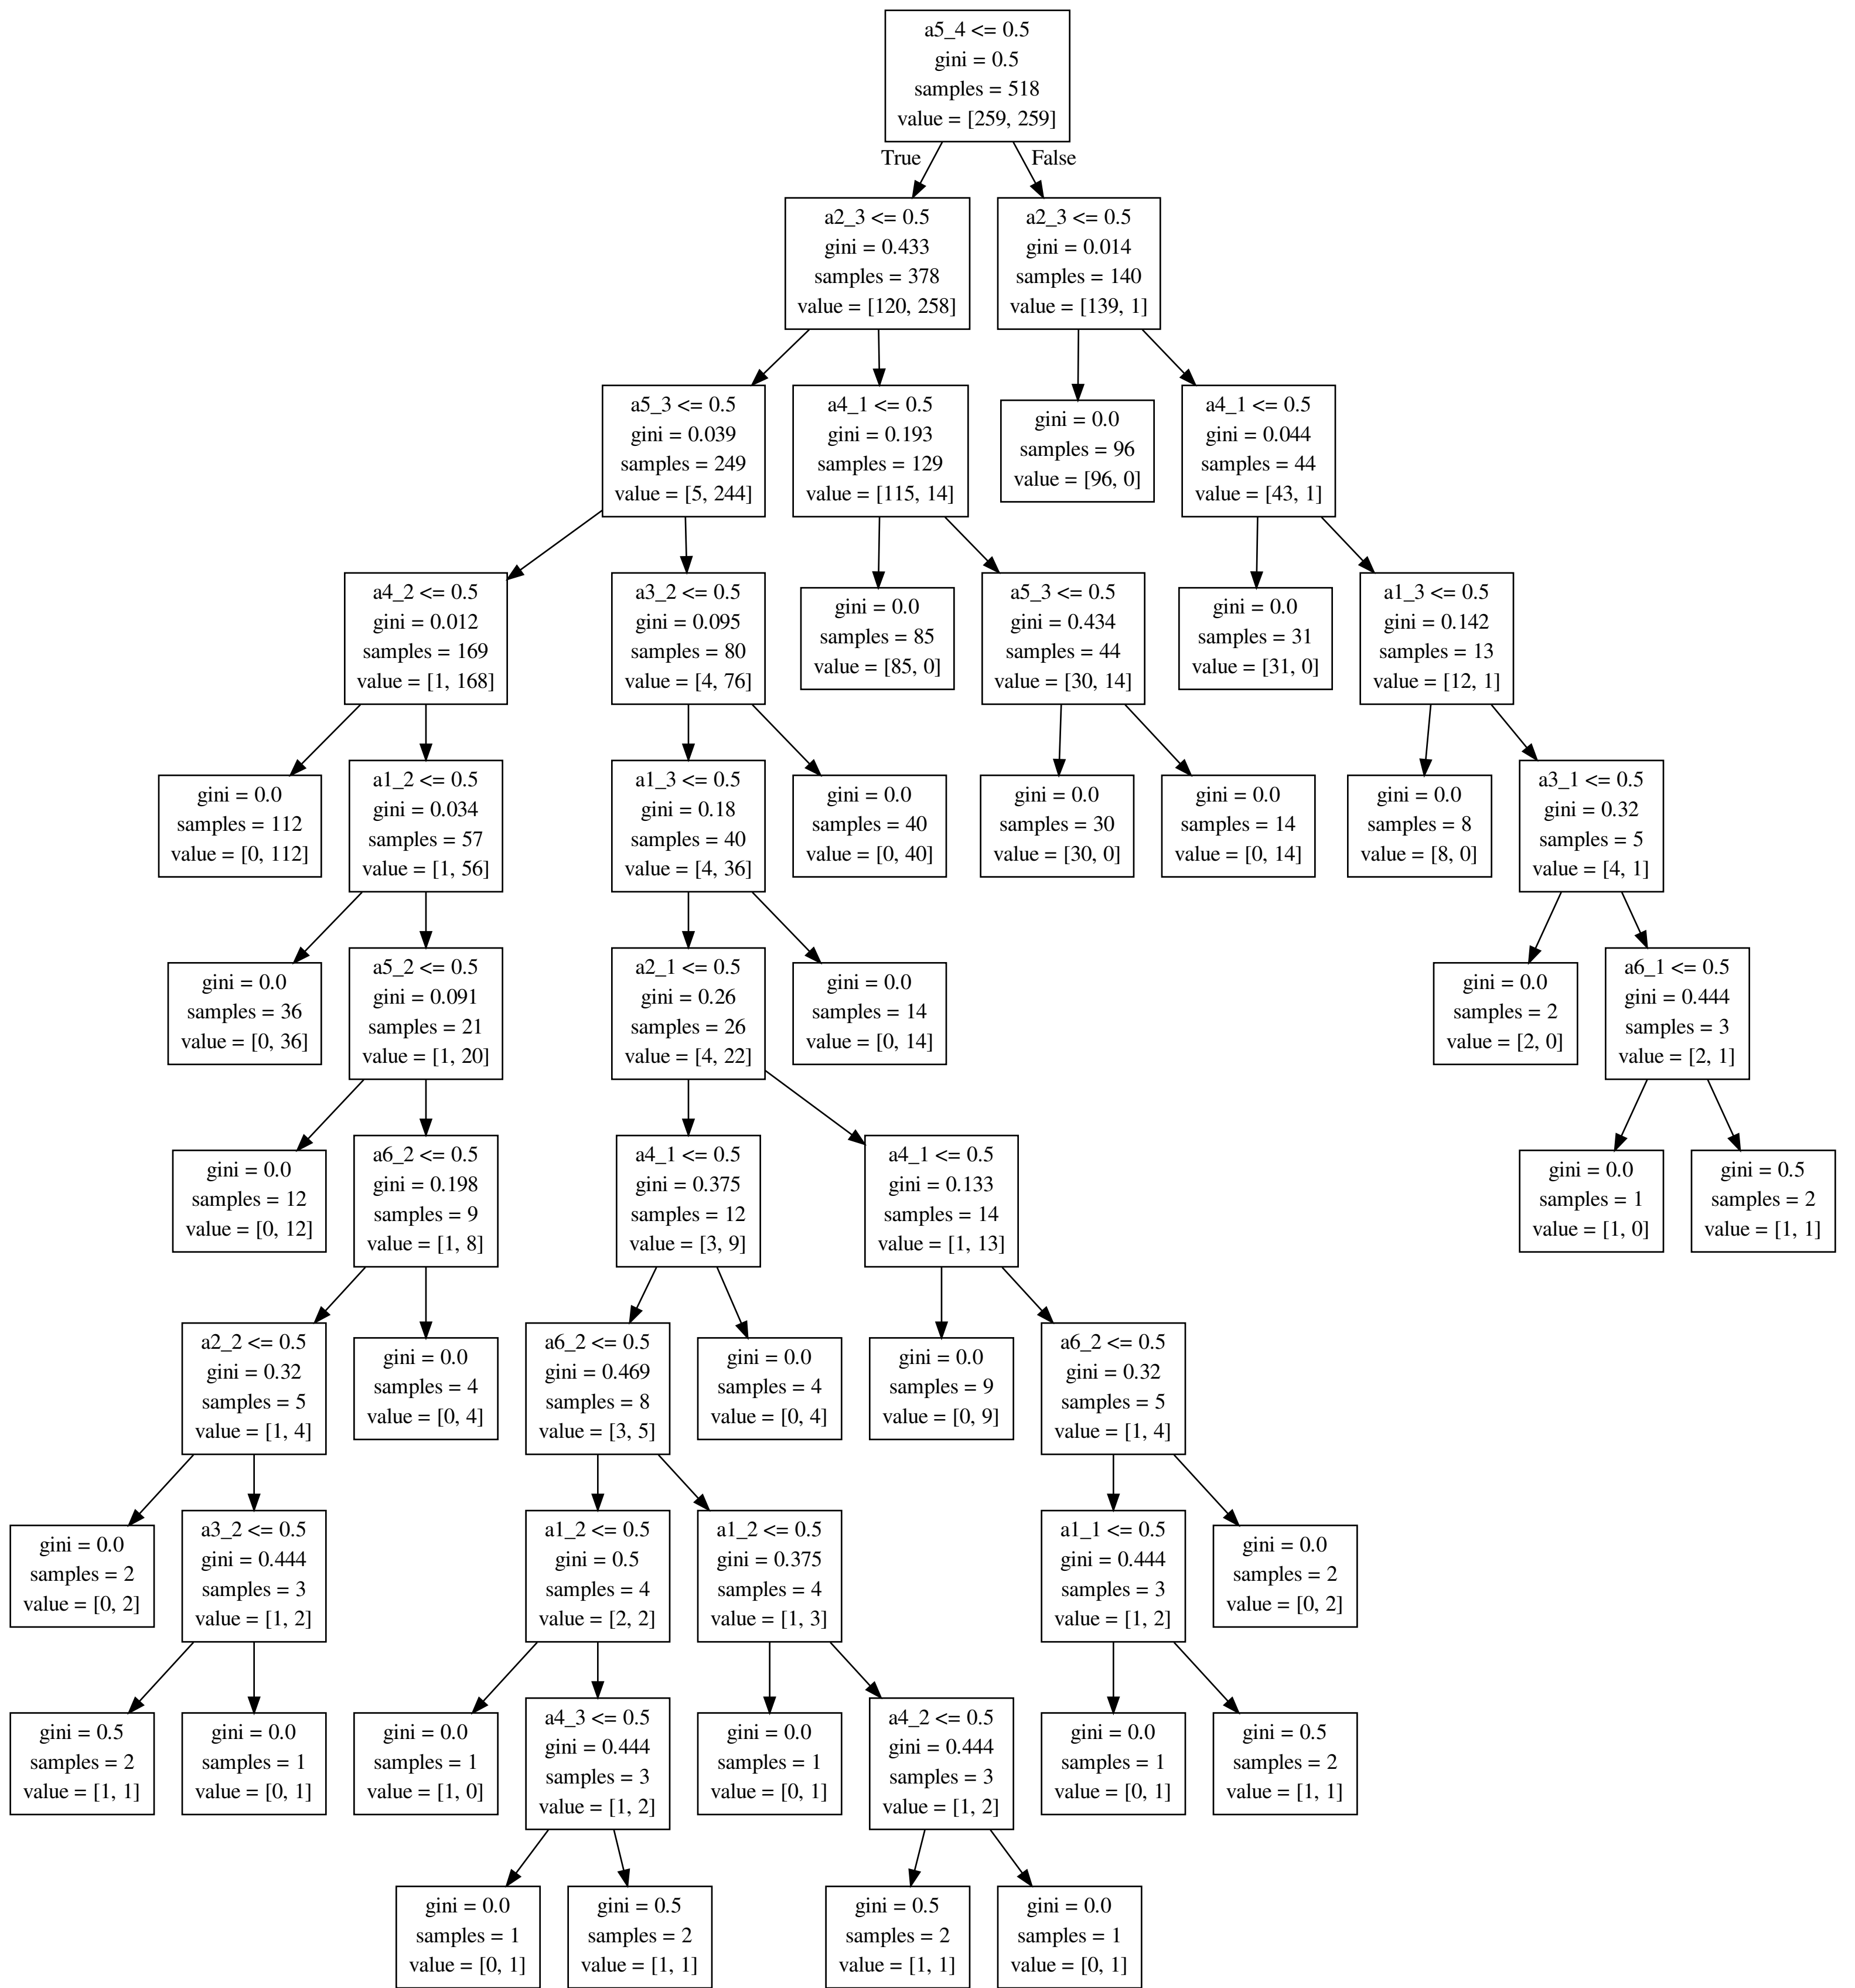 a5_4 <= 0.5
gini = 0.5
samples = 518
value = [259, 259]
True
False
a2_3 <= 0.5
gini = 0.433
samples = 378
value = [120, 258]
a2_3 <= 0.5
gini = 0.014
samples = 140
value = [139, 1]
a5_3 <= 0.5
gini = 0.039
samples = 249
value = [5, 244]
a4_1 <= 0.5
gini = 0.193
samples = 129
value = [115, 14]
gini = 0.0
samples = 96
value = [96, 0]
a4_1 <= 0.5
gini = 0.044
samples = 44
value = [43, 1]
a4_2 <= 0.5
gini = 0.012
samples = 169
value = [1, 168]
a3_2 <= 0.5
gini = 0.095
samples = 80
value = [4, 76]
gini = 0.0
samples = 85
value = [85, 0]
a5_3 <= 0.5
gini = 0.434
samples = 44
value = [30, 14]
gini = 0.0
samples = 31
value = [31, 0]
a1_3 <= 0.5
gini = 0.142
samples = 13
value = [12, 1]
gini = 0.0
samples = 112
value = [0, 112]
a1_2 <= 0.5
gini = 0.034
samples = 57
value = [1, 56]
a1_3 <= 0.5
gini = 0.18
samples = 40
value = [4, 36]
gini = 0.0
samples = 40
value = [0, 40]
gini = 0.0
samples = 30
value = [30, 0]
gini = 0.0
samples = 14
value = [0, 14]
gini = 0.0
samples = 8
value = [8, 0]
a3_1 <= 0.5
gini = 0.32
samples = 5
value = [4, 1]
gini = 0.0
samples = 36
value = [0, 36]
a5_2 <= 0.5
gini = 0.091
samples = 21
value = [1, 20]
a2_1 <= 0.5
gini = 0.26
samples = 26
value = [4, 22]
gini = 0.0
samples = 14
value = [0, 14]
gini = 0.0
samples = 2
value = [2, 0]
a6_1 <= 0.5
gini = 0.444
samples = 3
value = [2, 1]
gini = 0.0
samples = 12
value = [0, 12]
a6_2 <= 0.5
gini = 0.198
samples = 9
value = [1, 8]
a4_1 <= 0.5
gini = 0.375
samples = 12
value = [3, 9]
a4_1 <= 0.5
gini = 0.133
samples = 14
value = [1, 13]
gini = 0.0
samples = 1
value = [1, 0]
gini = 0.5
samples = 2
value = [1, 1]
a2_2 <= 0.5
gini = 0.32
samples = 5
value = [1, 4]
gini = 0.0
samples = 4
value = [0, 4]
a6_2 <= 0.5
gini = 0.469
samples = 8
value = [3, 5]
gini = 0.0
samples = 4
value = [0, 4]
gini = 0.0
samples = 9
value = [0, 9]
a6_2 <= 0.5
gini = 0.32
samples = 5
value = [1, 4]
gini = 0.0
samples = 2
value = [0, 2]
a3_2 <= 0.5
gini = 0.444
samples = 3
value = [1, 2]
a1_2 <= 0.5
gini = 0.5
samples = 4
value = [2, 2]
a1_2 <= 0.5
gini = 0.375
samples = 4
value = [1, 3]
a1_1 <= 0.5
gini = 0.444
samples = 3
value = [1, 2]
gini = 0.0
samples = 2
value = [0, 2]
gini = 0.5
samples = 2
value = [1, 1]
gini = 0.0
samples = 1
value = [0, 1]
gini = 0.0
samples = 1
value = [1, 0]
a4_3 <= 0.5
gini = 0.444
samples = 3
value = [1, 2]
gini = 0.0
samples = 1
value = [0, 1]
a4_2 <= 0.5
gini = 0.444
samples = 3
value = [1, 2]
gini = 0.0
samples = 1
value = [0, 1]
gini = 0.5
samples = 2
value = [1, 1]
gini = 0.0
samples = 1
value = [0, 1]
gini = 0.5
samples = 2
value = [1, 1]
gini = 0.5
samples = 2
value = [1, 1]
gini = 0.0
samples = 1
value = [0, 1]